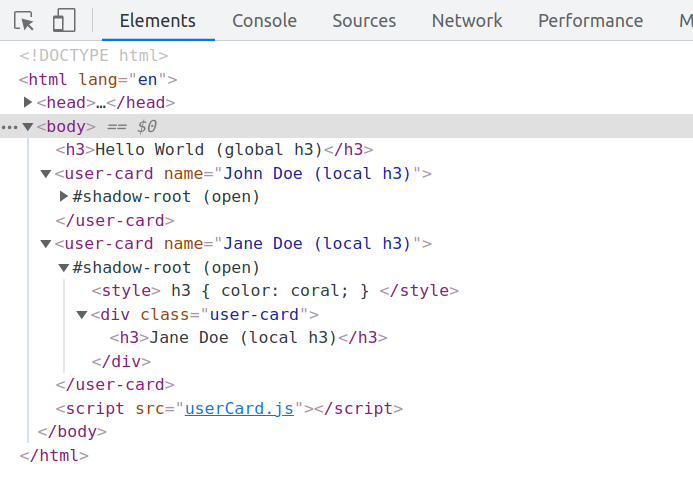 Elements Console Sources Network Performance M
<!DOCTYPE html>
<html lang="en">
<head>…</head>
<body> == $0
<h3>Hello World (global h3)</h3>
<user-card name="John Doe (local h3)">
#shadow-root (open)
</user-card>
<user-card name="Jane Doe (local h3)">
#shadow-root (open)
<style> h3 { color: coral; } </style>
<div class="user-card">
<h3>Jane Doe (local h3)</h3>
</div>
</user-card>
<script src="userCard.js"></script>
</body>
</html>